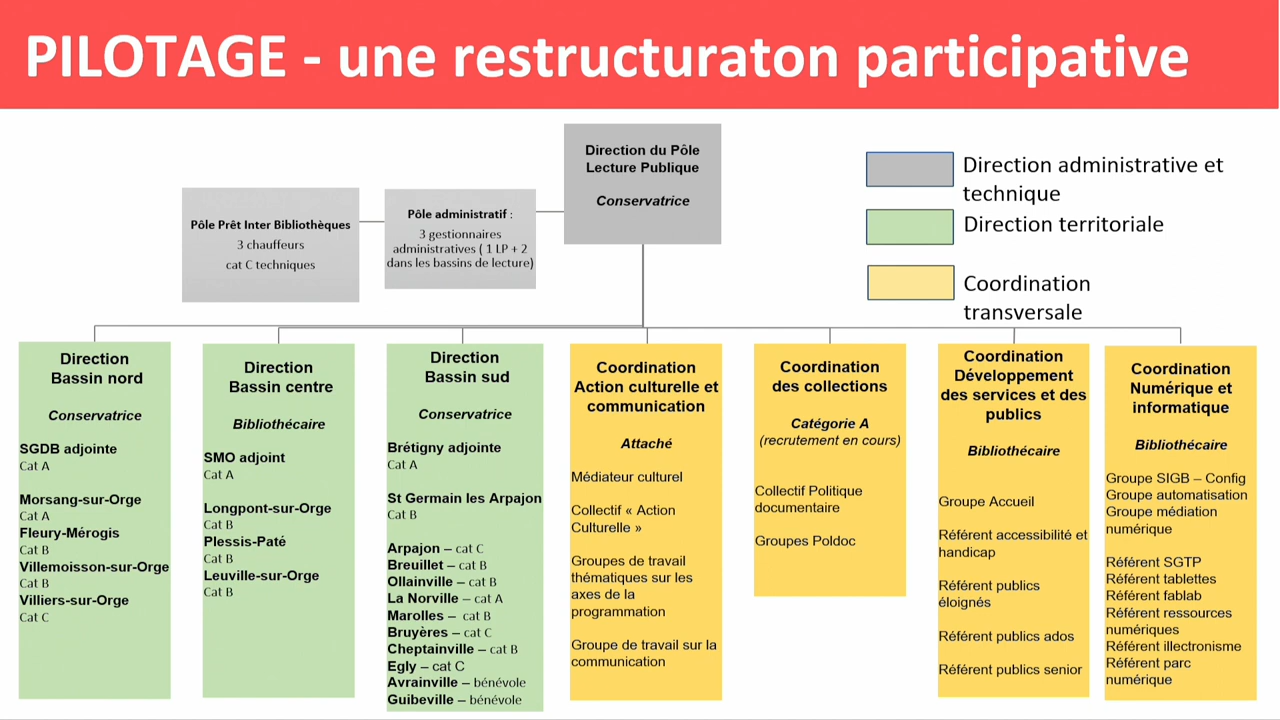 PILOTAGE - une restructuraton participative
Direction du Pôle
Lecture Publique
Conservatrice
Pôle Prêt Inter Bibliothèques
3 chauffeurs
cat C techniques
Pôle administratif :
3 gestionnaires
administratives ( 1 LP + 2
dans les bassins de lecture)
Direction administrative et
technique
Direction territoriale
Coordination
transversale
Direction
Bassin nord
Conservatrice
SGDB adjointe
Cat A
Morsang-sur-Orge
Cat A
Fleury-Mérogis
Cat B
Villemoisson-sur-Orge
Cat B
Villiers-sur-Orge
Cat C
Direction
Bassin centre
Bibliothécaire
SMO adjoint
Cat A
Longpont-sur-Orge
Cat B
Plessis-Paté
Cat B
Leuville-sur-Orge
Cat B
Direction
Bassin sud
Conservatrice
Brétigny adjointe
Cat A
St Germain les Arpajon
Cat B
Arpajon – cat C
Breuillet – cat B
Ollainville – cat B
La Norville – cat A
Marolles – cat B
Bruyères – cat C
Cheptainville – cat B
Egly – cat C
Avrainville – bénévole
Guibeville – bénévole
Coordination
Action culturelle et
communication
Attaché
Médiateur culturel
Collectif « Action
Culturelle »
Groupes de travail
thématiques sur les
axes de la
programmation
Groupe de travail sur la
communication
Coordination
des collections
Catégorie A
(recrutement en cours)
Collectif Politique
documentaire
Groupes Poldoc
Coordination
Développement
des services et des
publics
Bibliothécaire
Groupe Accueil
Référent accessibilité et
handicap
Référent publics
éloignés
Référent publics ados
Référent publics senior
Coordination
Numérique et
informatique
Bibliothécaire
Groupe SIGB – Config
Groupe automatisation
Groupe médiation
numérique
Référent SGTP
Référent tablettes
Référent fablab
Référent ressources
numériques
Référent illectronisme
Référent parc
numérique